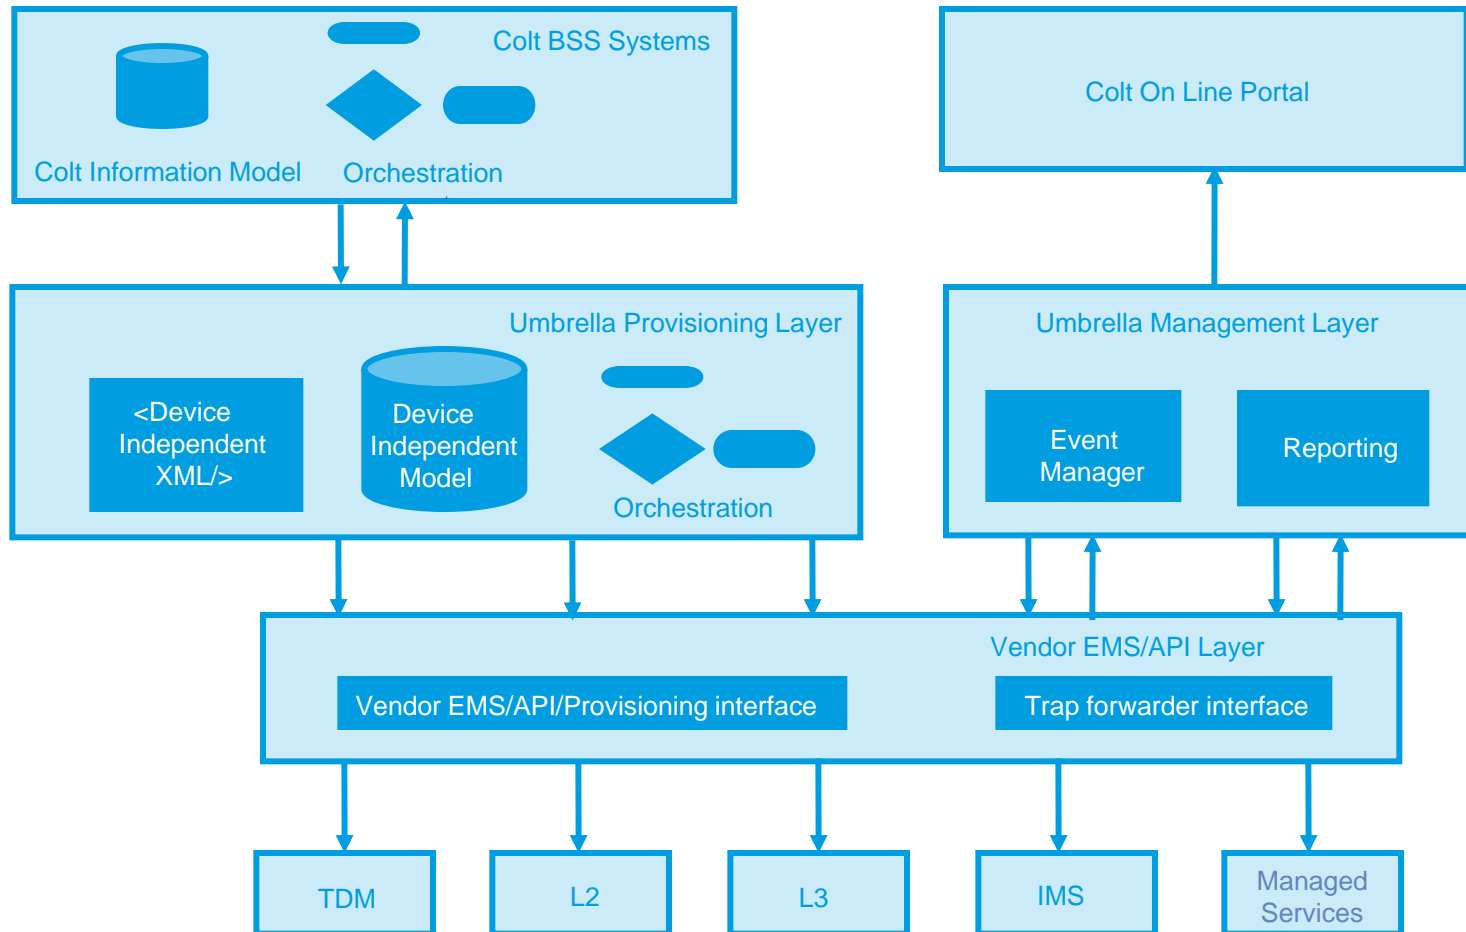 Colt BSS Systems
Colt Information Model
Orchestration
Colt On Line Portal
Umbrella Provisioning Layer
<Device
Independent
XML/>
Device
Independent
Model
Orchestration
Umbrella Management Layer
Event
Manager
Reporting
Vendor EMS/API Layer
Vendor EMS/API/Provisioning interface
Trap forwarder interface
TDM
L2
L3
IMS
Managed
Services